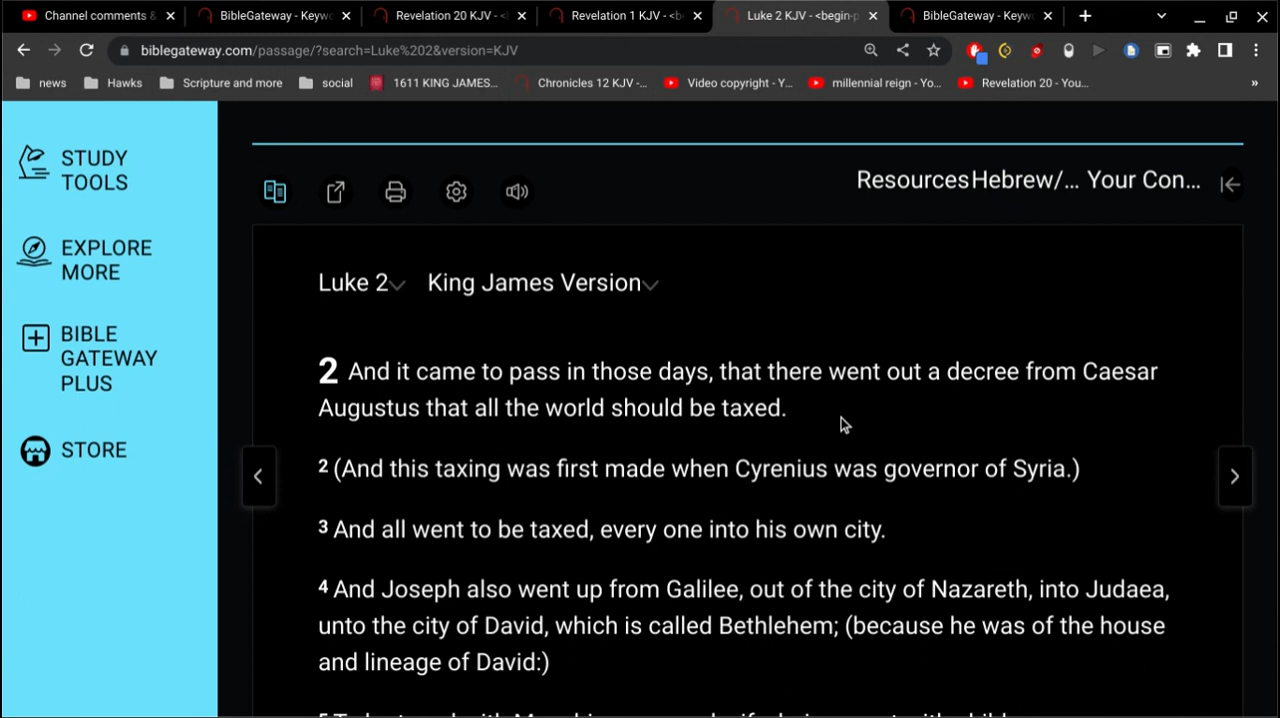 Channel comments &
BibleGateway - Keyw
Revelation 20 KJV - <
Revelation 1 KJV - <b
Luke 2 KJV - <begin-p
BibleGateway - Keyw
biblegateway.com/passage/?search=Luke%202&version=KJV
news
Hawks
Scripture and more
social
1611 KING JAMES...
Chronicles 12 KJV -...
Video copyright - Y...
millennial reign - Yo...
Revelation 20 - You...
»
STUDY
TOOLS
EXPLORE
MORE
BIBLE
GATEWAY
PLUS
STORE
Resources Hebrew/... Your Con...
Luke 2 King James Version
2 And it came to pass in those days, that there went out a decree from Caesar
Augustus that all the world should be taxed.
2 (And this taxing was first made when Cyrenius was governor of Syria.)
3 And all went to be taxed, every one into his own city.
4 And Joseph also went up from Galilee, out of the city of Nazareth, into Judaea,
unto the city of David, which is called Bethlehem; (because he was of the house
and lineage of David:)